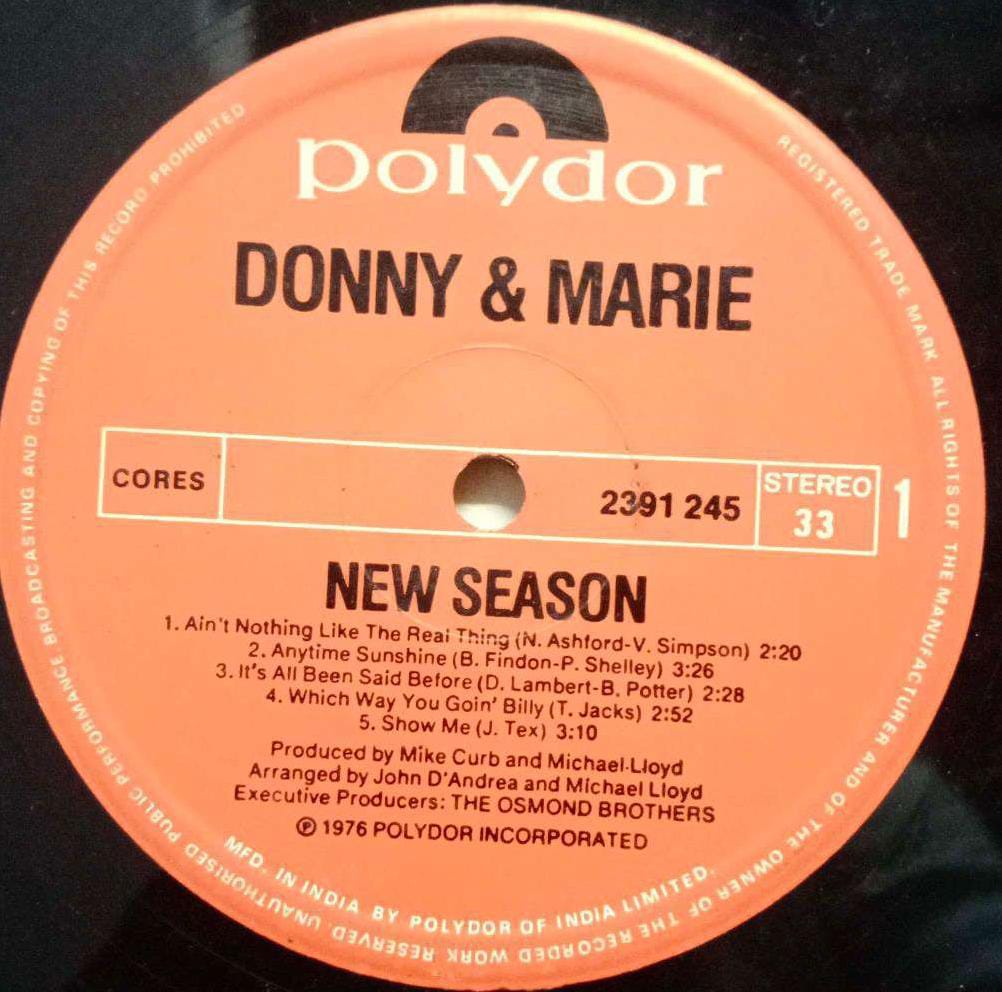 polydor
DONNY & MARIE
CORES
2391 245
STEREO
33
1
NEW SEASON
1. Ain't Nothing Like The Real Thing (N. Ashford-V. Simpson) 2:20
2. Anytime Sunshine (B. Findon-P. Shelley) 3:26
3. It's All Been Said Before (D. Lambert-B. Potter) 2:28
4. Which Way You Goin' Billy (T. Jacks) 2:52
5. Show Me (J. Tex) 3:10
Produced by Mike Curb and Michael Lloyd
Arranged by John D'Andrea and Michael Lloyd
Executive Producers: THE OSMOND BROTHERS
℗ 1976 POLYDOR INCORPORATED
MFD. IN INDIA BY POLYDOR OF INDIA LIMITED.
REGISTERED TRADE MARK. ALL RIGHTS OF THE MANUFACTURER AND OF THE OWNER OF THE RECORDED WORK RESERVED. UNAUTHORISED PUBLIC PERFORMANCE BROADCASTING AND COPYING OF THIS RECORD PROHIBITED